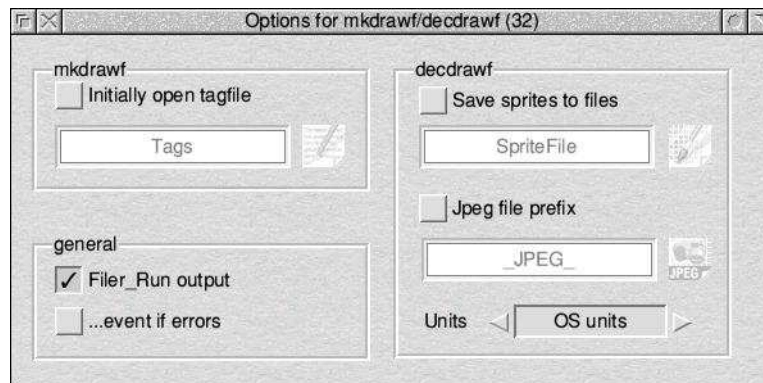 Options for mkdrawf/decdrawf (32)
mkdrawf
Initially open tagfile
Tags
general
Filer_Run output
...event if errors
decdrawf
Save sprites to files
SpriteFile
Jpeg file prefix
_JPEG_
JPEG
Units OS units